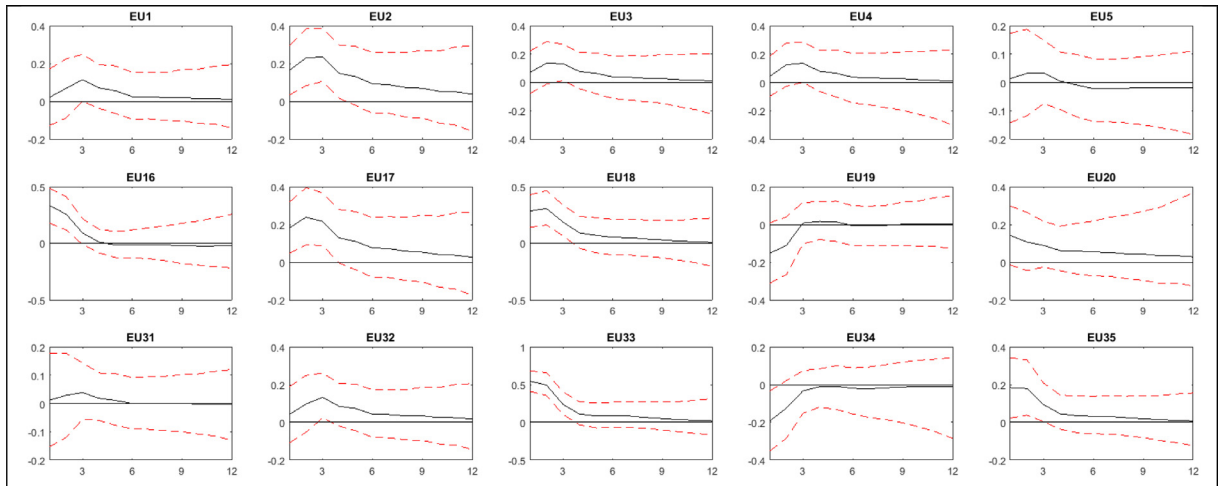 EU1 EU2 EU3 EU4 EU5
0.4 0.4 0.4 0.4 0.2
0.2 0.2 0.2 0.2 0.1
0 0 0 0 0
-0.2 -0.2 -0.1
-0.2 -0.2 -0.4 -0.4 -0.2
3 6 9 12 3 6 9 12 3 6 9 12 3 6 9 12 3 6 9 12
EU16 EU17 EU18 EU19 EU20
0.5 0.4 0.5 0.2 0.4
0.2 0 0.2
0 0 0 -0.2 0
-0.5 -0.2 -0.5 -0.4 -0.2
3 6 9 12 3 6 9 12 3 6 9 12 3 6 9 12 3 6 9 12
EU31 EU32 EU33 EU34 EU35
0.2 0.4 1 0.2 0.4
0.1 0.2 0.5 0 0.2
0 0 0 -0.2 0
-0.1
-0.2 -0.2 -0.5 -0.4 -0.2
3 6 9 12 3 6 9 12 3 6 9 12 3 6 9 12 3 6 9 12